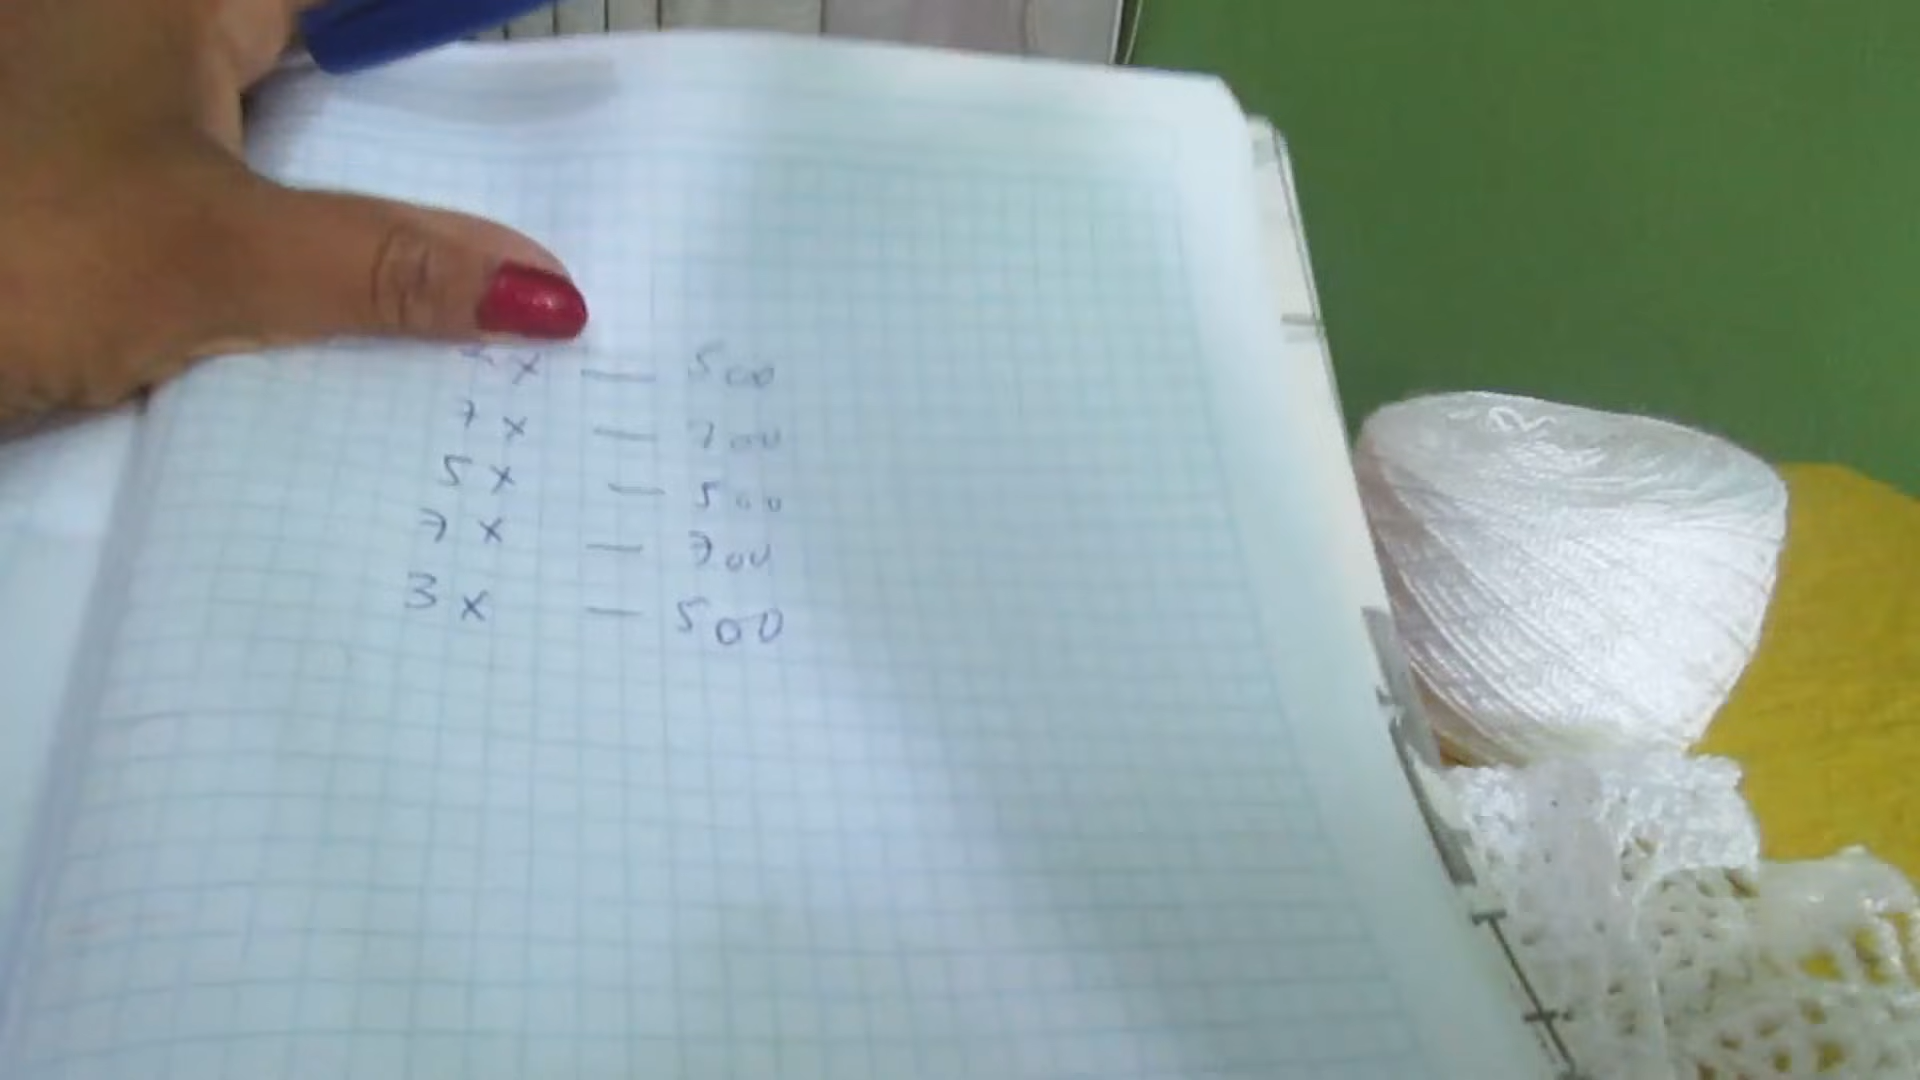 x — 500
7 x — 700
5 x — 500
7 x — 700
3 x — 500